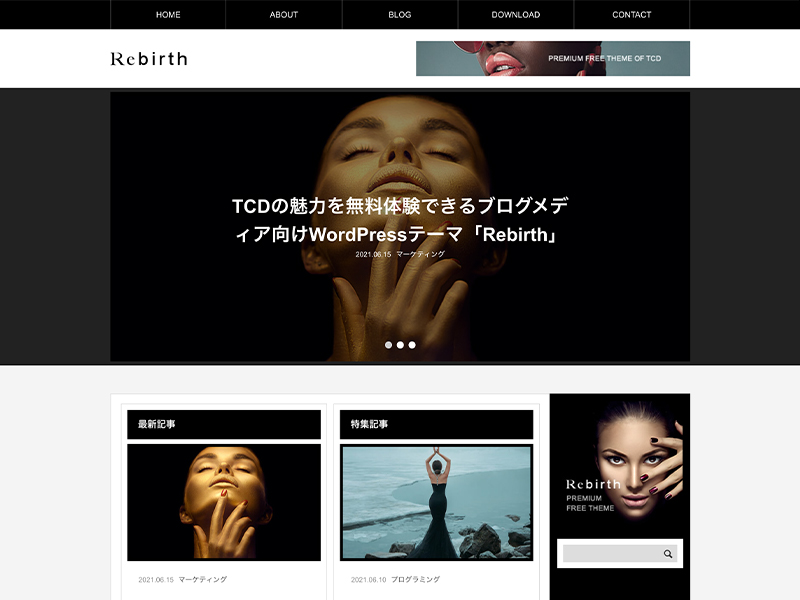 HOME
ABOUT
BLOG
DOWNLOAD
CONTACT
Rebirth
PREMIUM FREE THEME OF TCD
TCDの魅力を無料体験できるブログメデ
ィア向けWordPressテーマ「Rebirth」
2021.06.15 マーケティング
最新記事
特集記事
2021.06.15 マーケティング
2021.06.10 プログラミング
Rebirth
PREMIUM
FREE THEME